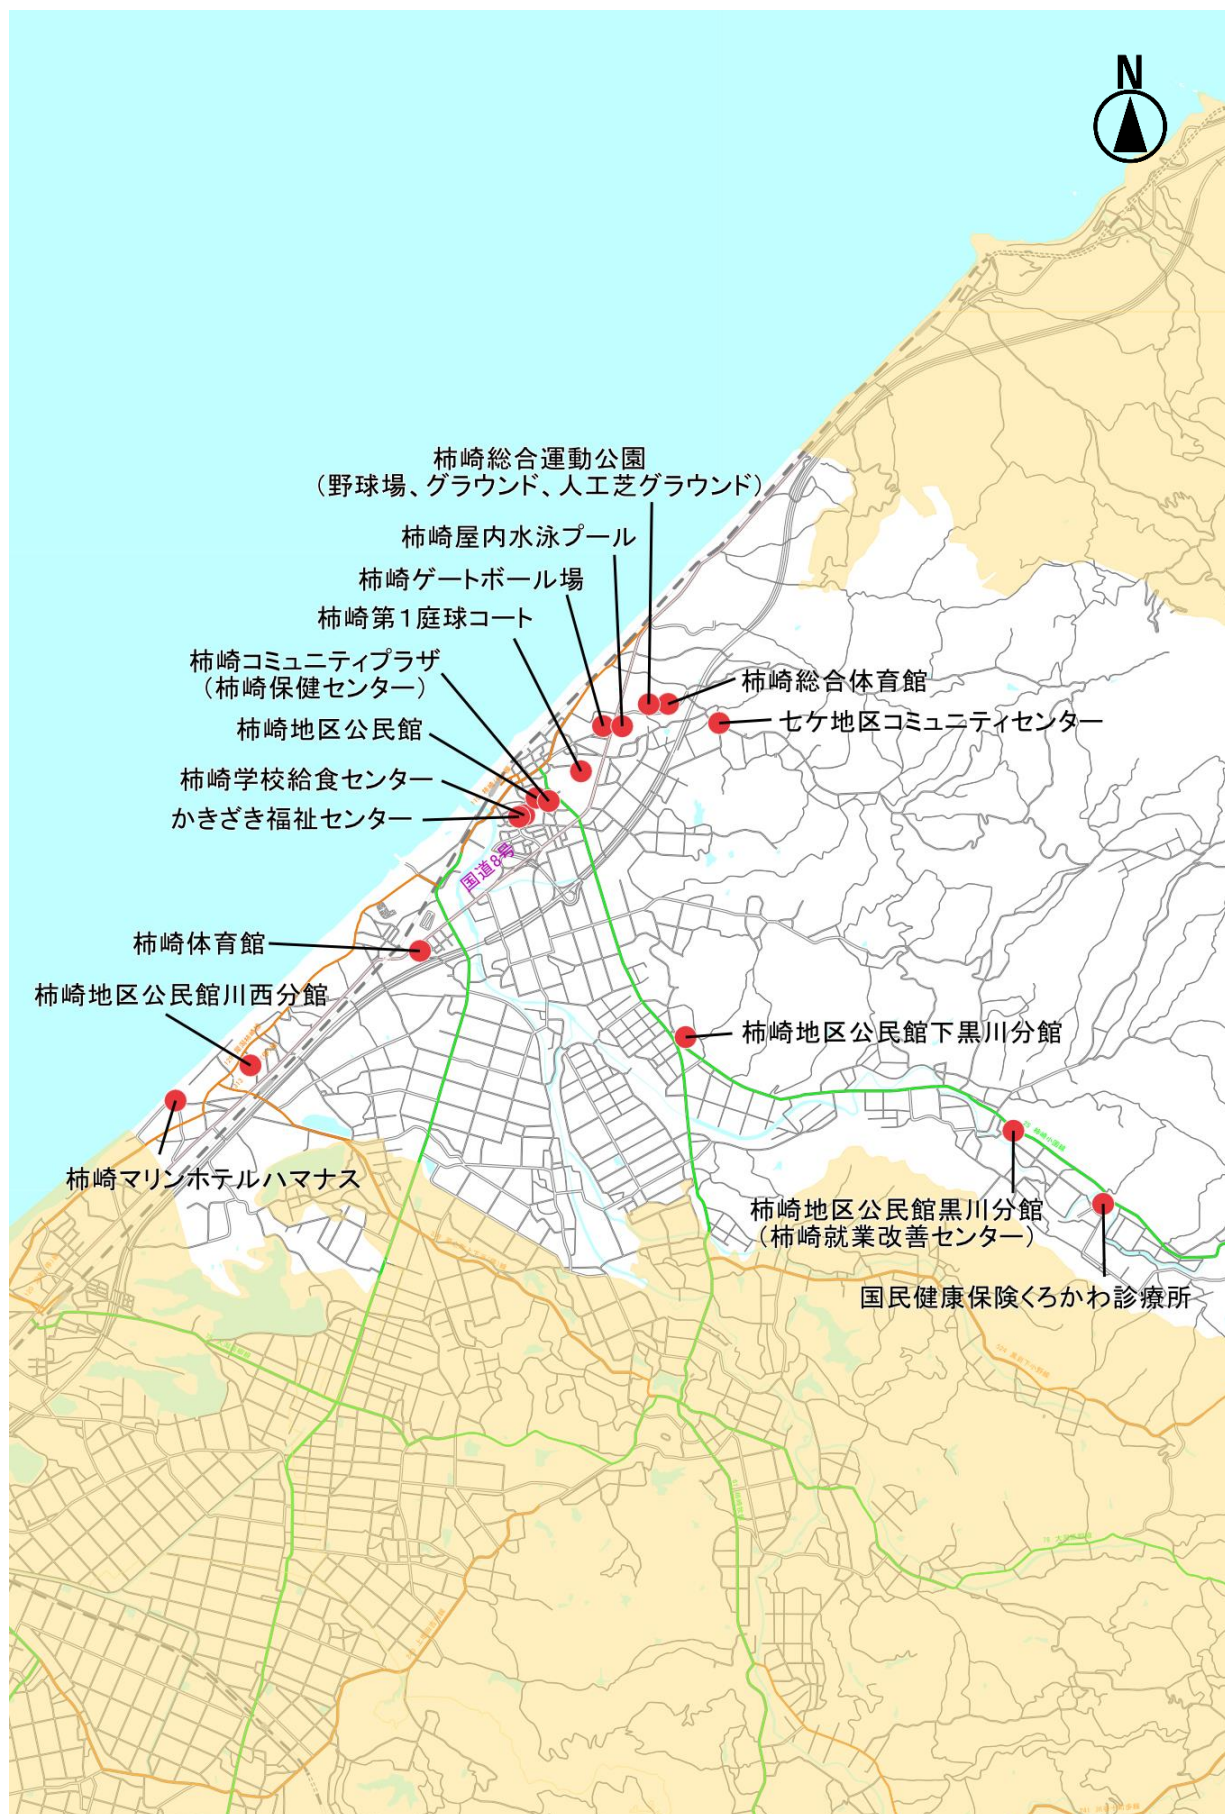 N
柿崎総合運動公園
（野球場、グラウンド、人工芝グラウンド）
柿崎屋内水泳プール
柿崎ゲートボール場
柿崎第１庭球コート
柿崎コミュニティプラザ
（柿崎保健センター）
柿崎総合体育館
七ケ地区コミュニティセンター
柿崎地区公民館
柿崎学校給食センター
かきざき福祉センター
国道8号
柿崎体育館
柿崎地区公民館川西分館
柿崎地区公民館下黒川分館
柿崎マリンホテルハマナス
柿崎地区公民館黒川分館
（柿崎就業改善センター）
国民健康保険くろかわ診療所